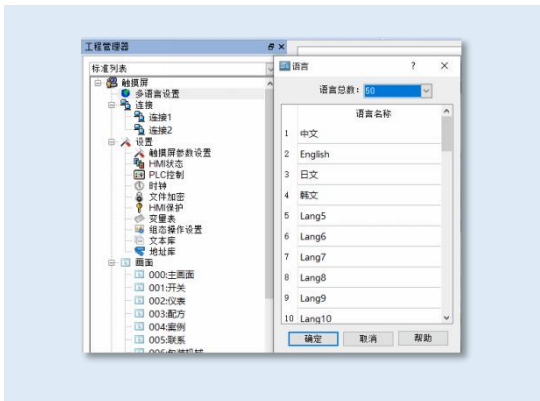 工程管理器
标准列表
触摸屏
多语言设置
连接
连接1
连接2
设置
触摸屏参数设置
HMI状态
PLC控制
时钟
文件加密
HMI保护
变量表
组态操作设置
文本库
地址库
画面
000:主画面
001:开关
002:仪表
003:配方
004:案例
005:联系
006:包装机械
语言
?
语言总数: 50
语言名称
1 中文
2 English
3 日文
4 韩文
5 Lang5
6 Lang6
7 Lang7
8 Lang8
9 Lang9
10 Lang10
确定 取消 帮助